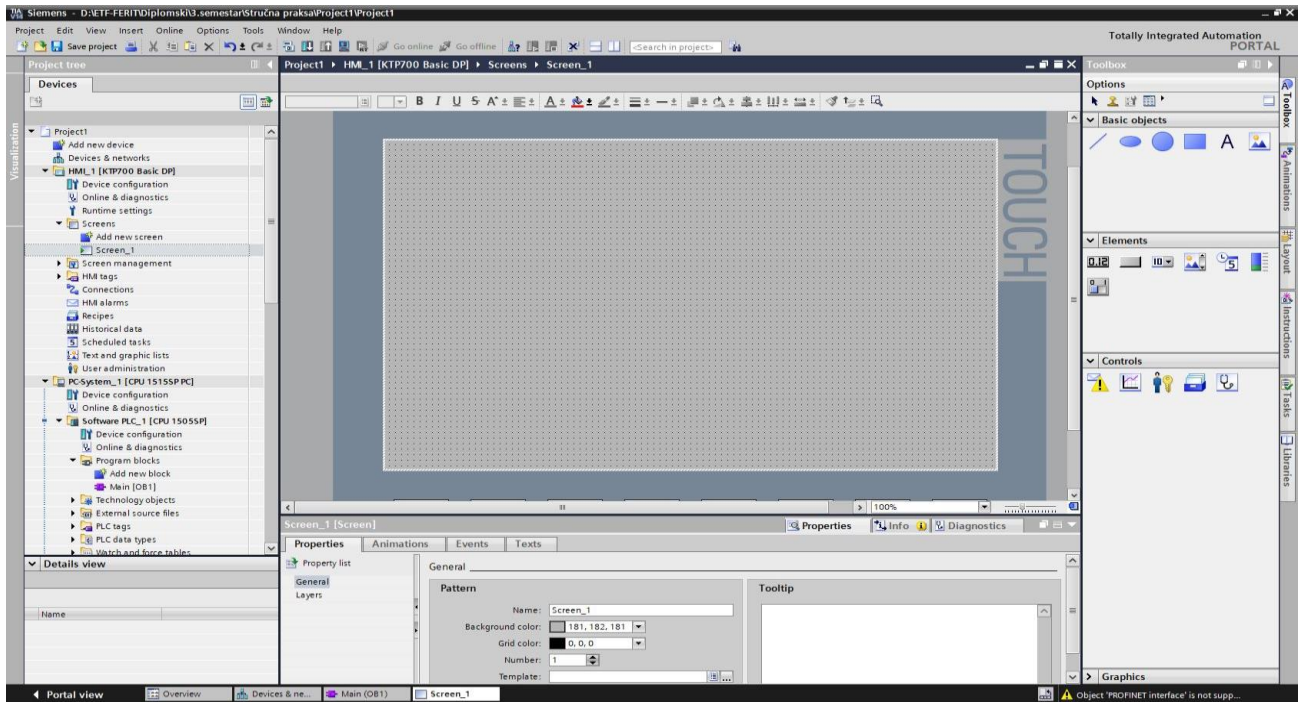 Siemens - D:\ETF-FERIT\Diplomski\3.semestar\Stručna praksa\Project1\Project1
Project Edit View Insert Online Options Tools Window Help
Totally Integrated Automation
PORTAL
Save project
Go online
Go offline
<Search in project>
Project tree
Project1 HMI_1 [KTP700 Basic DP] Screens Screen_1
Toolbox
Devices
Options
B I U S A
Visualization
Project1
Add new device
Devices & networks
HMI_1 [KTP700 Basic DP]
Device configuration
Online & diagnostics
Runtime settings
Screens
Add new screen
Screen_1
Screen management
HMI tags
Connections
HMI alarms
Recipes
Historical data
Scheduled tasks
Text and graphic lists
User administration
PC-System_1 [CPU 1515SP PC]
Device configuration
Online & diagnostics
Software PLC_1 [CPU 1505SP]
Device configuration
Online & diagnostics
Program blocks
Add new block
Main [OB1]
Technology objects
External source files
PLC tags
PLC data types
Watch and force tables
Details view
Name
TOUCH
100%
Screen_1 [Screen]
Properties Info Diagnostics
Properties Animations Events Texts
Property list
General
Layers
General
Pattern
Name: Screen_1
Background color: 181, 182, 181
Grid color: 0, 0, 0
Number: 1
Template:
Tooltip
Basic objects
A
Elements
0.12
10
5
Controls
Graphics
Toolbox
Animations
Layout
Instructions
Tasks
Libraries
Portal view Overview Devices & ne... Main (OB1) Screen_1
Object 'PROFINET interface' is not supp...